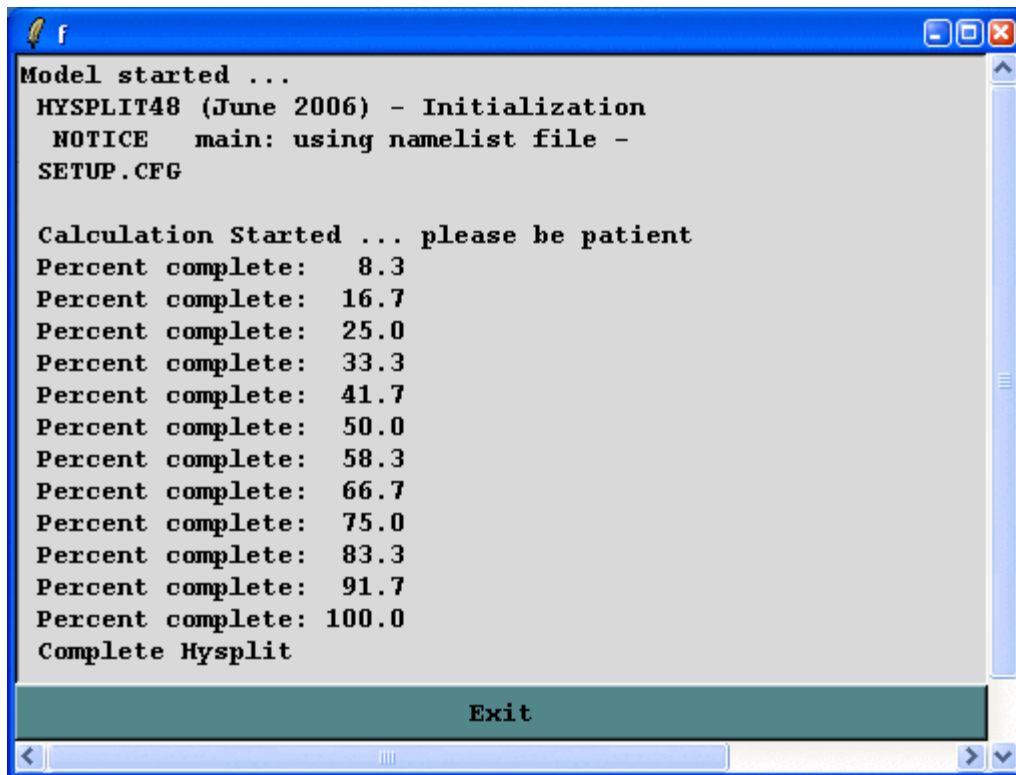 f
Model started ...
HYSPLIT48 (June 2006) - Initialization
NOTICE   main: using namelist file -
SETUP.CFG
Calculation Started ... please be patient
Percent complete:   8.3
Percent complete:  16.7
Percent complete:  25.0
Percent complete:  33.3
Percent complete:  41.7
Percent complete:  50.0
Percent complete:  58.3
Percent complete:  66.7
Percent complete:  75.0
Percent complete:  83.3
Percent complete:  91.7
Percent complete: 100.0
Complete Hysplit
Exit